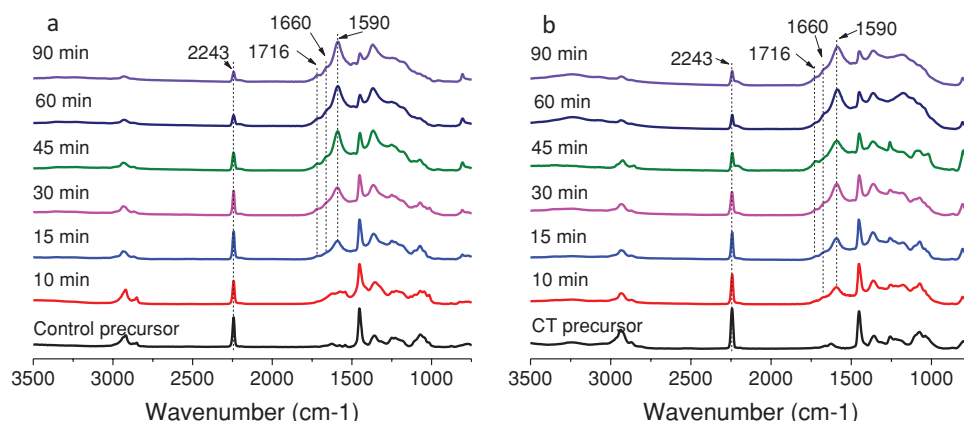 a
1660
1590
2243
1716
90 min
60 min
45 min
30 min
15 min
10 min
Control precursor
3500 3000 2500 2000 1500 1000
Wavenumber (cm-1)
b
1660
1590
2243
1716
90 min
60 min
45 min
30 min
15 min
10 min
CT precursor
3500 3000 2500 2000 1500 1000
Wavenumber (cm-1)